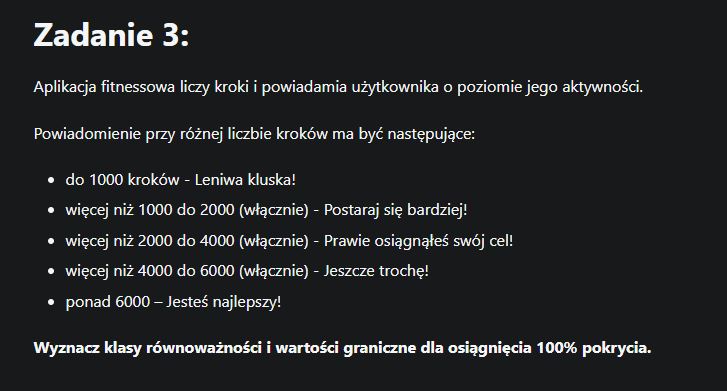 Zadanie 3:
Aplikacja fitnessowa liczy kroki i powiadamia użytkownika o poziomie jego aktywności.
Powiadomienie przy różnej liczbie kroków ma być następujące:
• do 1000 kroków - Leniwa kluska!
• więcej niż 1000 do 2000 (włącznie) - Postaraj się bardziej!
• więcej niż 2000 do 4000 (włącznie) - Prawie osiągnąłeś swój cel!
• więcej niż 4000 do 6000 (włącznie) - Jeszcze trochę!
• ponad 6000 – Jesteś najlepszy!
Wyznacz klasy równoważności i wartości graniczne dla osiągnięcia 100% pokrycia.